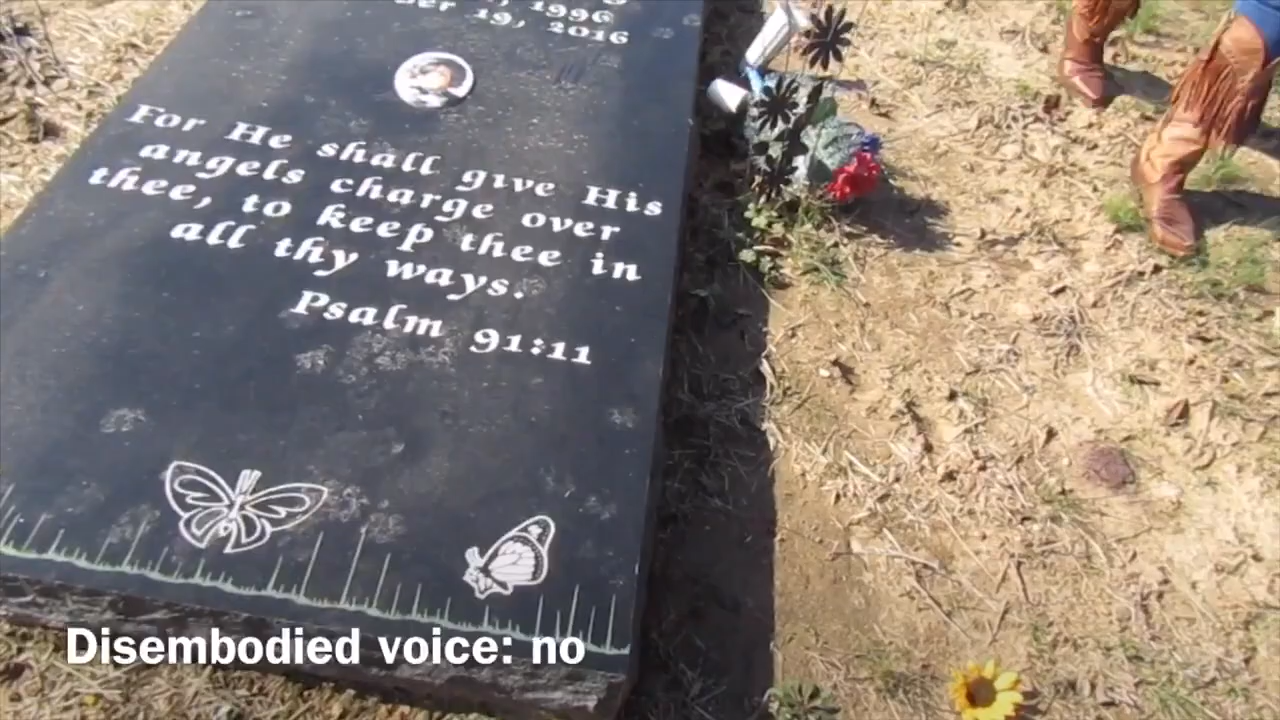 1996
19, 2016
For He shall give His
angels charge over
thee, to keep thee in
all thy ways.
Psalm 91:11
Disembodied voice: no